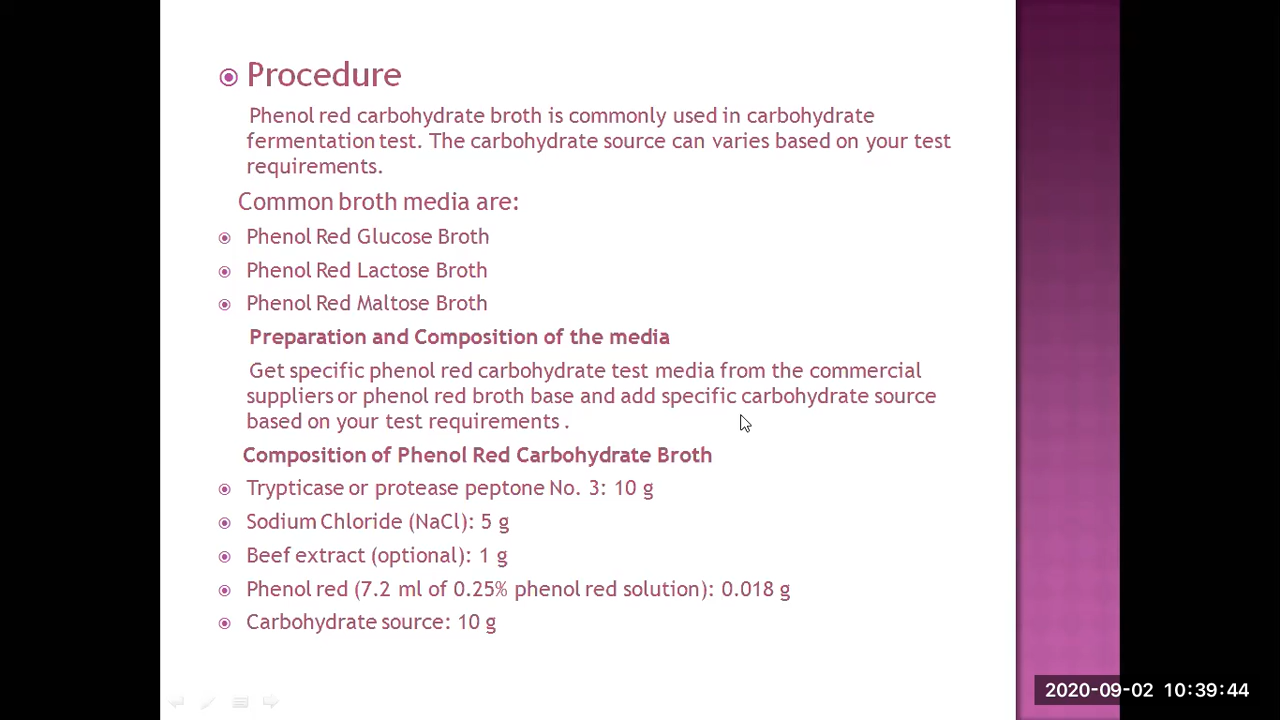 Procedure
Phenol red carbohydrate broth is commonly used in carbohydrate
fermentation test. The carbohydrate source can varies based on your test
requirements.
Common broth media are:
Phenol Red Glucose Broth
Phenol Red Lactose Broth
Phenol Red Maltose Broth
Preparation and Composition of the media
Get specific phenol red carbohydrate test media from the commercial
suppliers or phenol red broth base and add specific carbohydrate source
based on your test requirements .
Composition of Phenol Red Carbohydrate Broth
Trypticase or protease peptone No. 3: 10 g
Sodium Chloride (NaCl): 5 g
Beef extract (optional): 1 g
Phenol red (7.2 ml of 0.25% phenol red solution): 0.018 g
Carbohydrate source: 10 g
2020-09-02 10:39:44